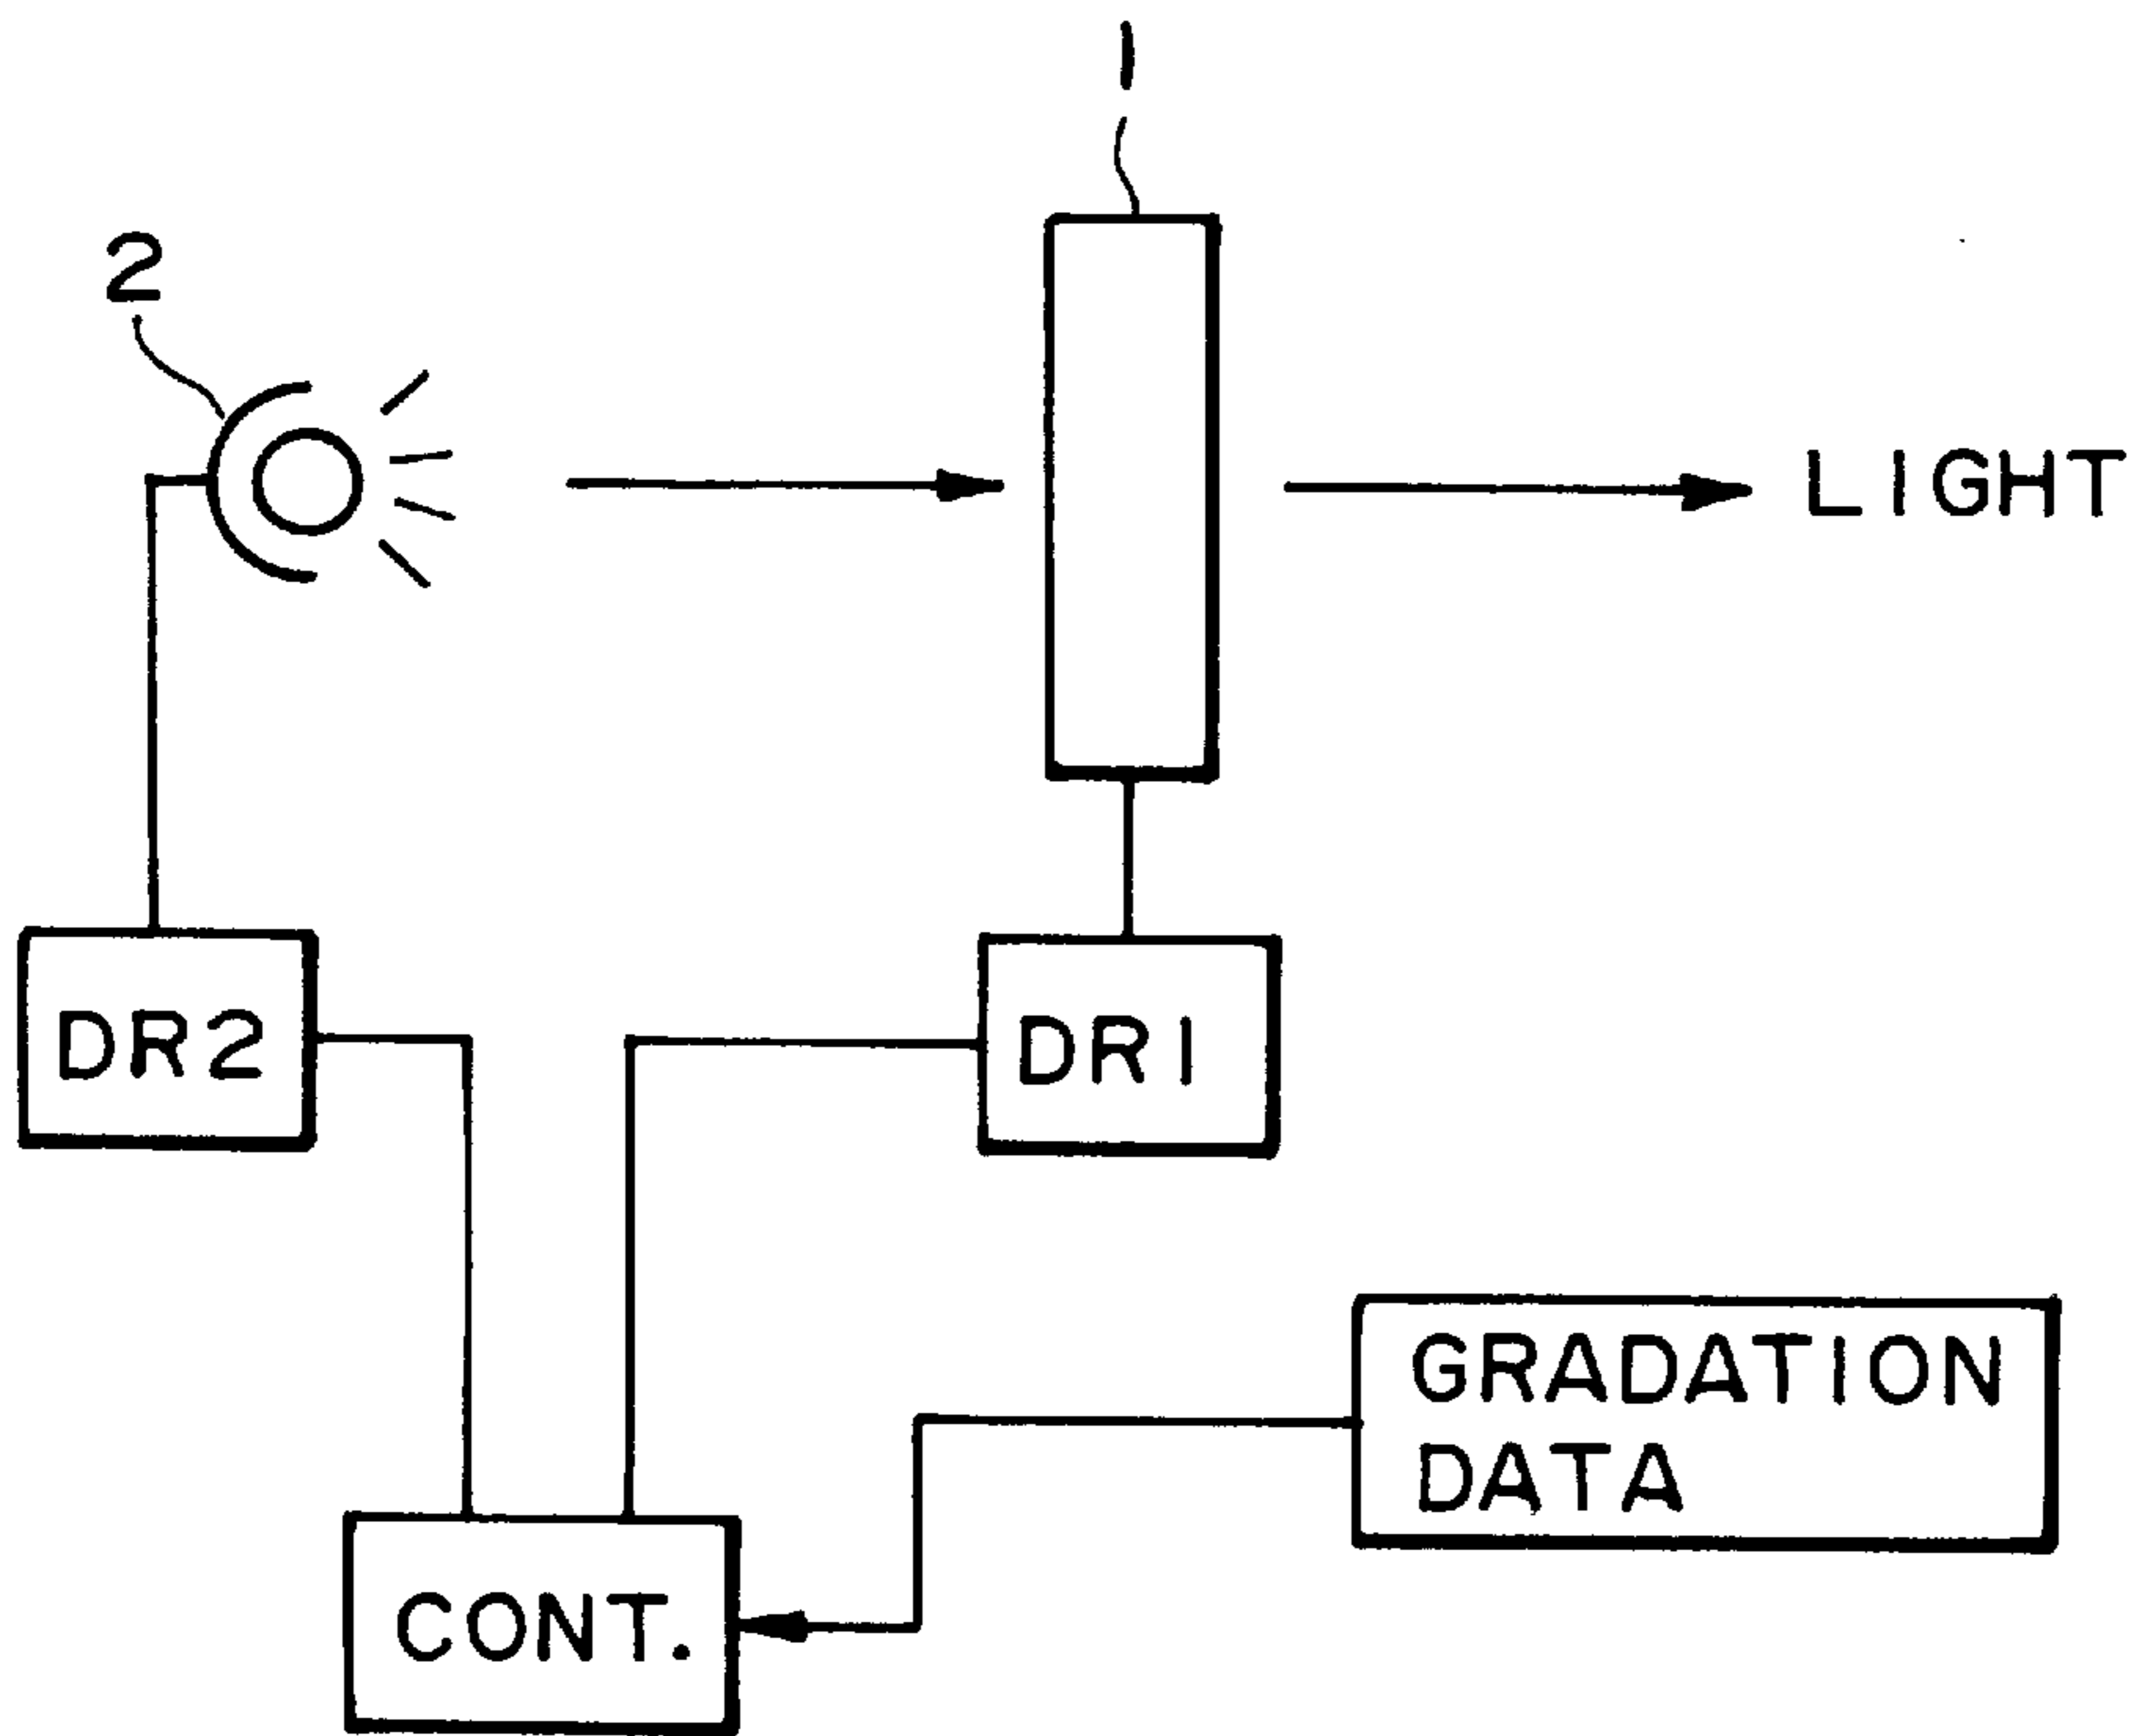 1
2
LIGHT
DR2
DR1
GRADATION
DATA
CONT.